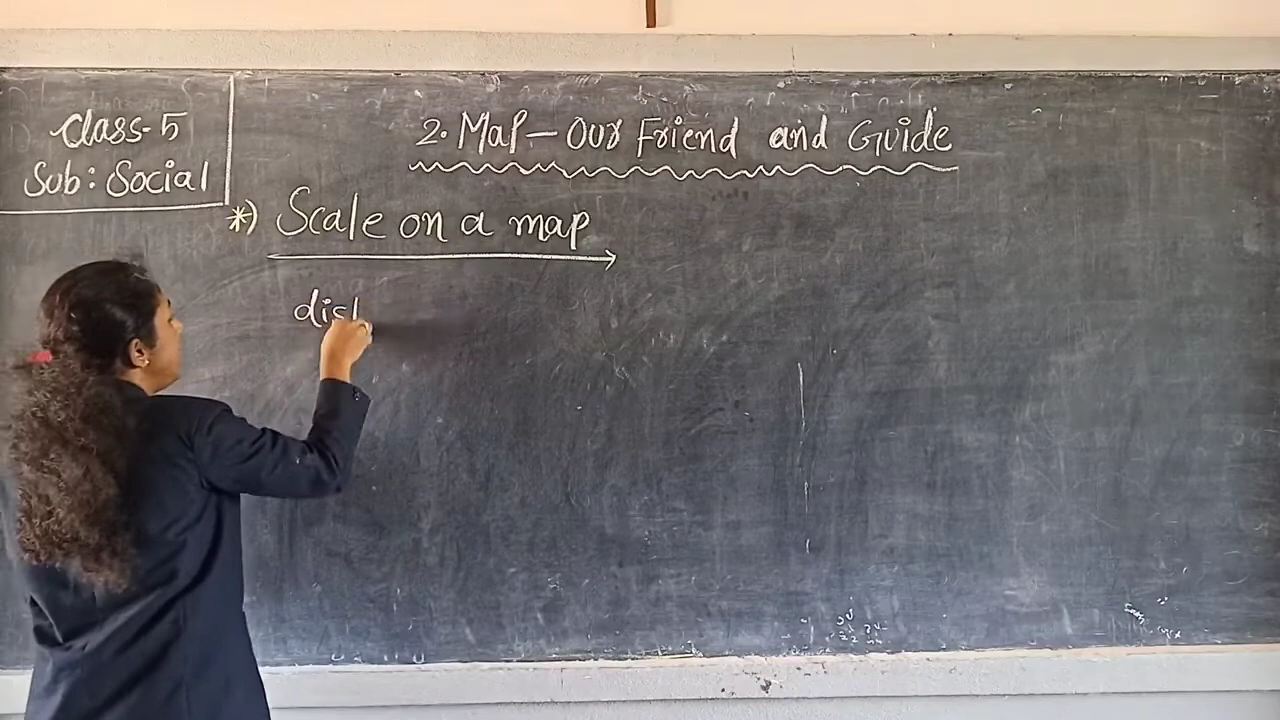 Class-5
Sub: Social
2. Map – Our Friend and Guide
*) Scale on a map
dist